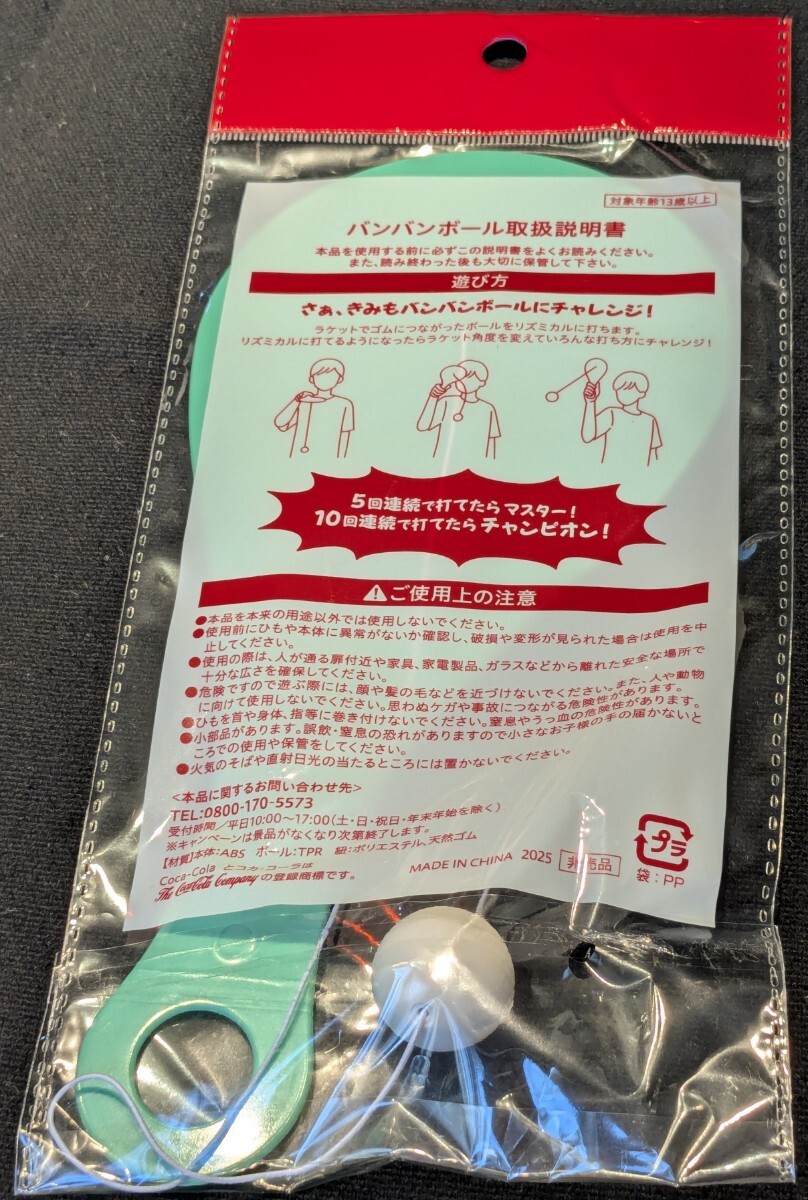 対象年齢13歳以上
バンバンボール取扱説明書
本品を使用する前に必ずこの説明書をよくお読みください。
また、読み終わった後も大切に保管して下さい。
遊び方
さぁ、きみもバンバンボールにチャレンジ!
ラケットでゴムにつながったボールをリズミカルに打ちます。
リズミカルに打てるようになったらラケット角度を変えていろんな打ち方にチャレンジ!
5回連続で打てたらマスター!
10回連続で打てたらチャンピオン!
ご使用上の注意
●本品を本来の用途以外では使用しないでください。
●使用前にひもや本体に異常がないか確認し、破損や変形が見られた場合は使用を中
止してください。
●使用の際は、人が通る扉付近や家具、家電製品、ガラスなどから離れた安全な場所で
十分な広さを確保してください。
●危険ですので遊ぶ際には、顔や髪の毛などを近づけないでください。また、人や動物
に向けて使用しないでください。思わぬケガや事故につながる危険性があります。
●ひもを首や身体、指等に巻き付けないでください。窒息やうっ血の危険性があります。
●小部品があります。誤飲・窒息の恐れがありますので小さなお子様の手の届かないと
ころでの使用や保管をしてください。
●火気のそばや直射日光の当たるところには置かないでください。
<本品に関するお問い合わせ先>
TEL:0800-170-5573
受付時間/平日10:00〜17:00(土・日・祝日・年末年始を除く)
※キャンペーンは景品がなくなり次第終了します。
【材質】本体:ABS ボール:TPR 紐:ポリエステル、天然ゴム
Coca-Cola とコカ・コーラは
The Coca-Cola Company の登録商標です。
MADE IN CHINA 2025
非売品
プラ
袋:PP